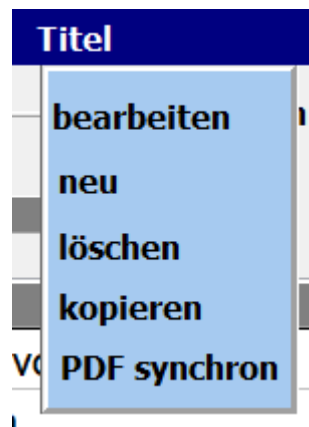 Titel
bearbeiten
neu
löschen
kopieren
PDF synchron